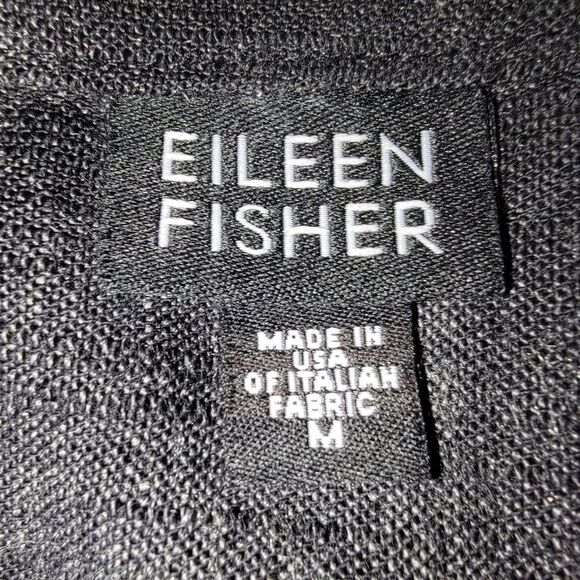 EILEEN
FISHER
MADE IN
USA
OF ITALIAN
FABRIC
M